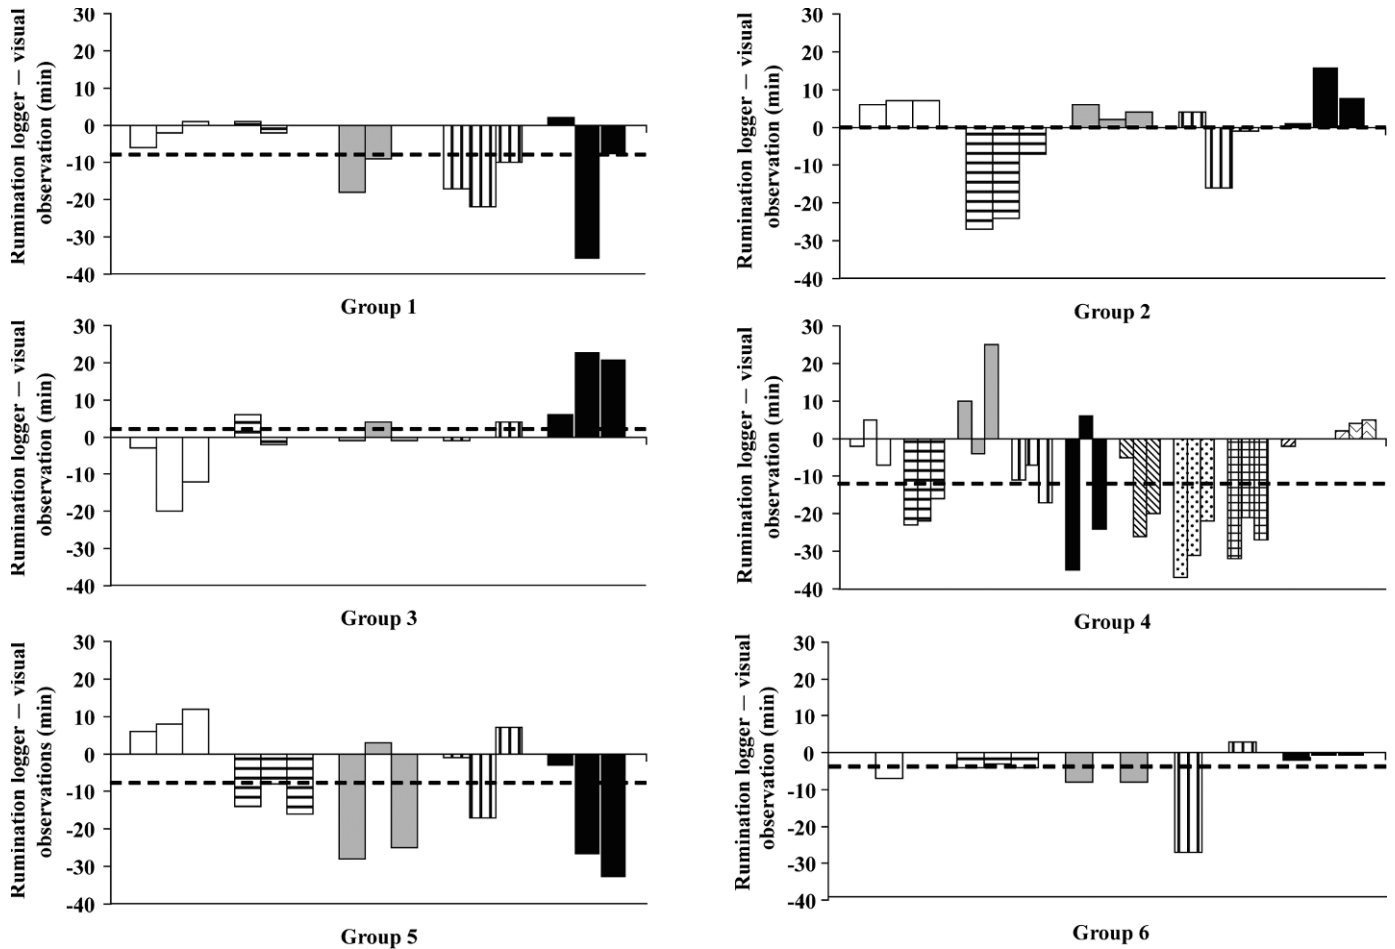 Rumination logger — visual
observation (min)
30
20
10
0
-10
-20
-30
-40
Group 1
Rumination logger — visual
observation (min)
30
20
10
0
-10
-20
-30
-40
Group 2
Rumination logger — visual
observation (min)
30
20
10
0
-10
-20
-30
-40
Group 3
Rumination logger — visual
observation (min)
30
20
10
0
-10
-20
-30
-40
Group 4
Rumination logger — visual
observations (min)
30
20
10
0
-10
-20
-30
-40
Group 5
Rumination logger — visual
observation (min)
30
20
10
0
-10
-20
-30
-40
Group 6